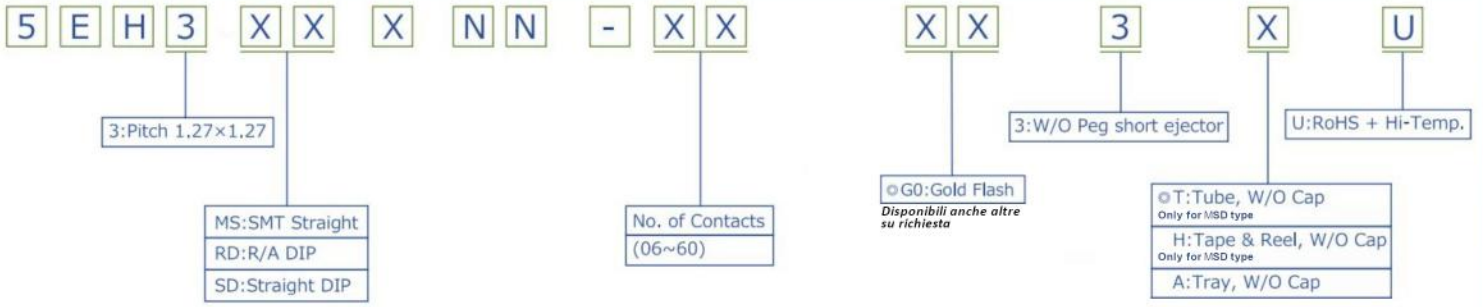 5 E H 3 X X X N N - X X X X 3 X U
3:Pitch 1.27×1.27
3:W/O Peg short ejector
U:RoHS + Hi-Temp.
MS:SMT Straight
RD:R/A DIP
SD:Straight DIP
No. of Contacts
(06~60)
◎G0:Gold Flash
Disponibili anche altre
su richiesta
◎T:Tube, W/O Cap
Only for MSD type
H:Tape & Reel, W/O Cap
Only for MSD type
A:Tray, W/O Cap